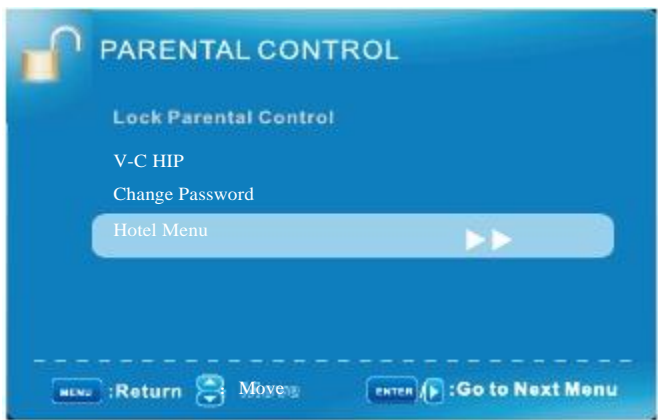 PARENTAL CONTROL
Lock Parental Control
V-C HIP
Change Password
Hotel Menu
MENU :Return : Move ENTER / :Go to Next Menu